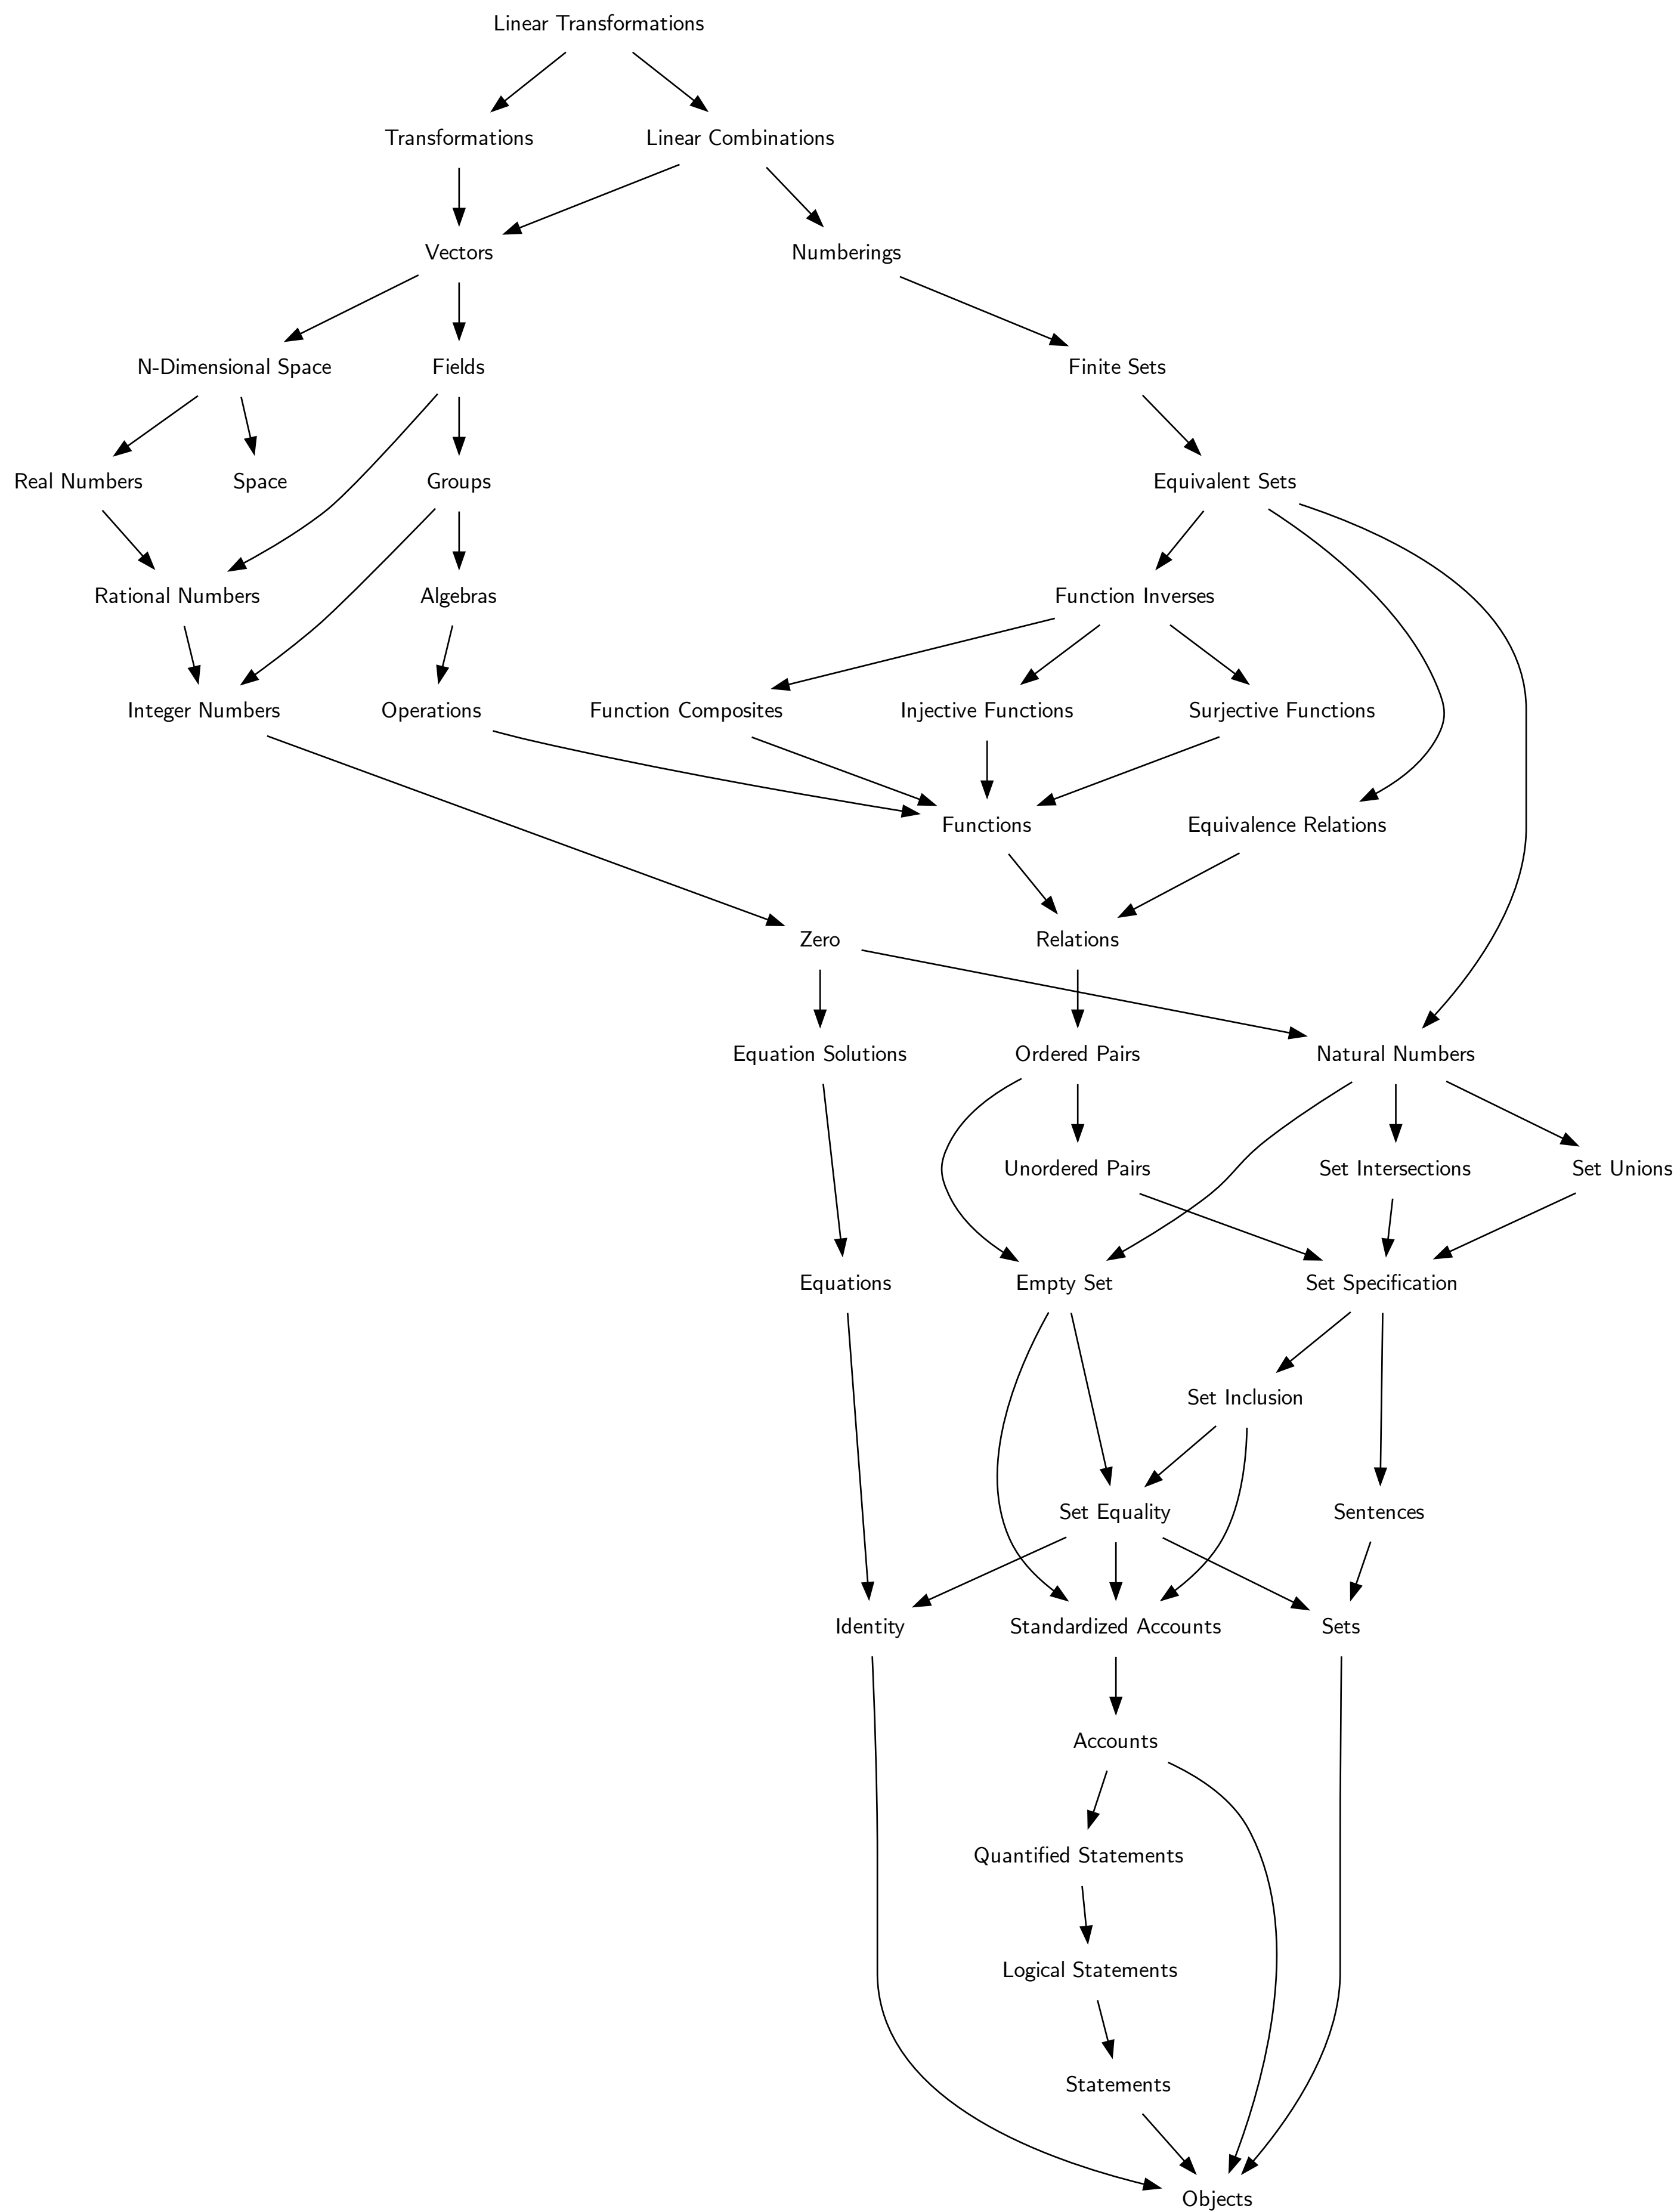 Linear Transformations
Transformations
Linear Combinations
Vectors
Numberings
N-Dimensional Space
Fields
Finite Sets
Real Numbers
Space
Groups
Equivalent Sets
Rational Numbers
Algebras
Function Inverses
Integer Numbers
Operations
Function Composites
Injective Functions
Surjective Functions
Functions
Equivalence Relations
Zero
Relations
Equation Solutions
Ordered Pairs
Natural Numbers
Unordered Pairs
Set Intersections
Set Unions
Equations
Empty Set
Set Specification
Set Inclusion
Set Equality
Sentences
Identity
Standardized Accounts
Sets
Accounts
Quantified Statements
Logical Statements
Statements
Objects